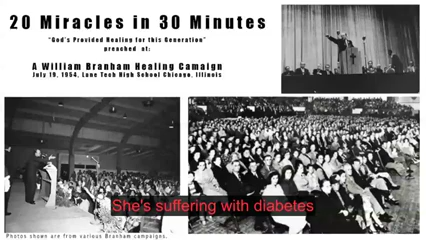 20 Miracles in 30 Minutes
"God's Provided Healing for this Generation"
preached at:
A William Branham Healing Camaign
July 19, 1954, Lane Tech High School Chicago, Illinois
She's suffering with diabetes
Photos shown are from various Branham campaigns.